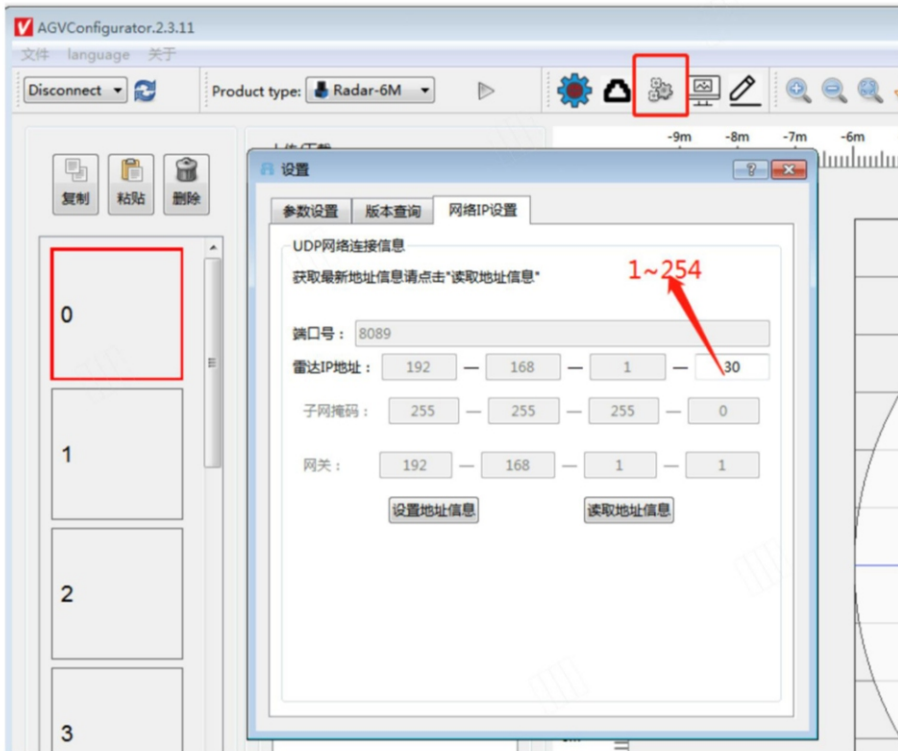 AGVConfigurator.2.3.11
文件 language 关于
Disconnect Product type: Radar-6M
-9m -8m -7m -6m
上传/下载
复制 粘贴 删除
设置
参数设置 版本查询 网络IP设置
UDP网络连接信息
获取最新地址信息请点击"读取地址信息"
1~254
端口号: 8089
雷达IP地址: 192 — 168 — 1 — 30
子网掩码: 255 — 255 — 255 — 0
网关: 192 — 168 — 1 — 1
设置地址信息 读取地址信息
0
1
2
3